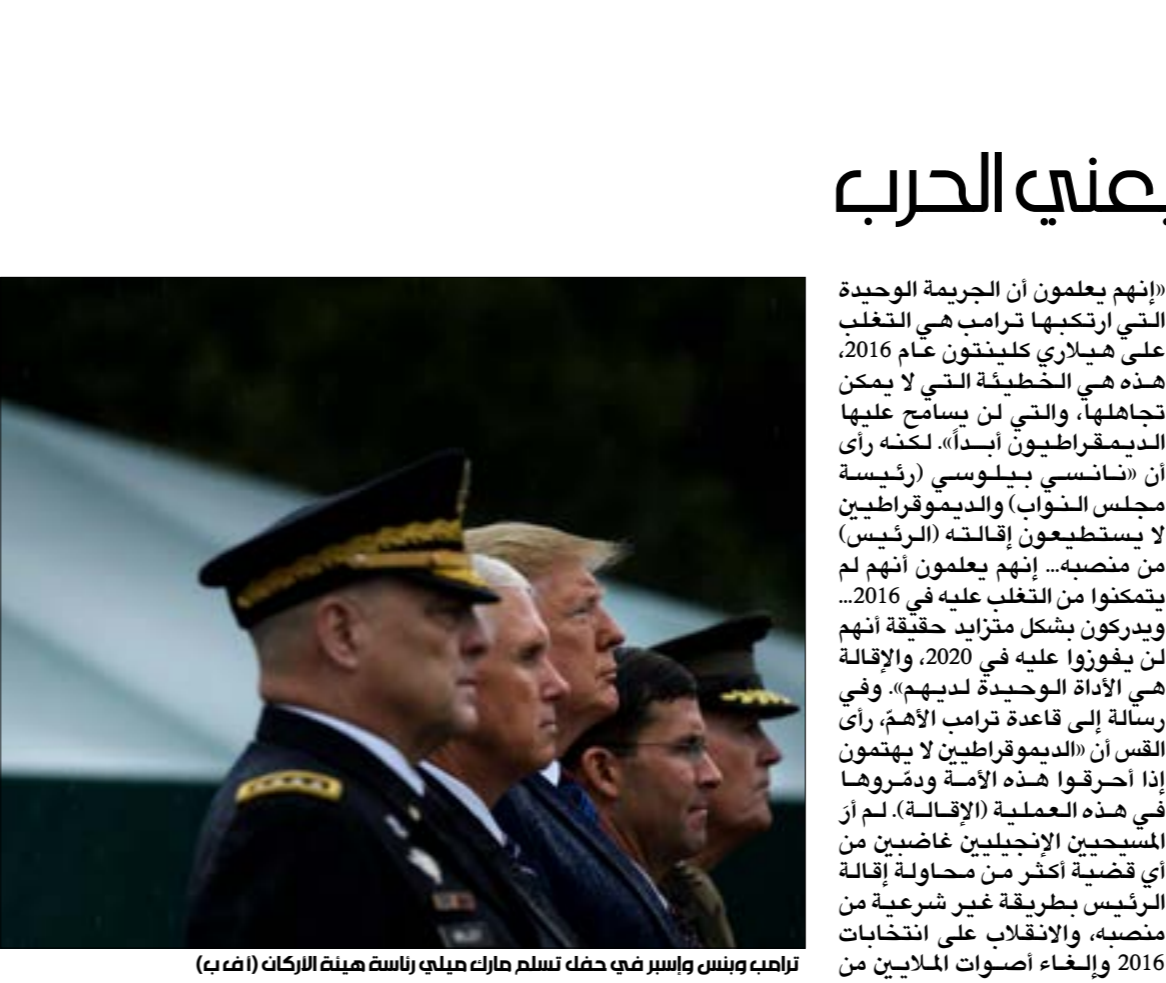 يعني الحرب
«إنهم يعلمون أن الجريمة الوحيدة
التي ارتكبها ترامب هي التغلب
على هيلاري كلينتون عام 2016،
هذه هي الخطيئة التي لا يمكن
تجاهلها، والتي لن يسامح عليها
الديمقراطيون أبداً». لكنه رأى
أن «نانسي بيلوسي (رئيسة
مجلس النواب) والديموقراطيين
لا يستطيعون إقالته (الرئيس)
من منصبه... إنهم يعلمون أنهم لم
يتمكنوا من التغلب عليه في 2016...
ويدركون بشكل متزايد حقيقة أنهم
لن يفوزوا عليه في 2020، والإقالة
هي الأداة الوحيدة لديهم». وفي
رسالة إلى قاعدة ترامب الأهمّ، رأى
القس أن «الديموقراطيين لا يهتمون
إذا أحرقوا هذه الأمة ودمّروها
في هذه العملية (الإقالة). لم أرَ
المسيحيين الإنجيليين غاضبين من
أي قضية أكثر من محاولة إقالة
الرئيس بطريقة غير شرعية من
منصبه، والانقلاب على انتخابات
2016 وإلغاء أصوات الملايين من
ترامب وبنس وإسبر في حفل تسلم مارك ميلي رئاسة هيئة الأركان (أ ف ب)